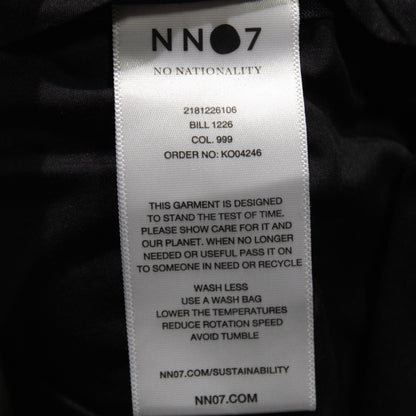 NN●7
NO NATIONALITY
2181226106
BILL 1226
COL. 999
ORDER NO: KO04246
THIS GARMENT IS DESIGNED
TO STAND THE TEST OF TIME.
PLEASE SHOW CARE FOR IT AND
OUR PLANET. WHEN NO LONGER
NEEDED OR USEFUL PASS IT ON
TO SOMEONE IN NEED OR RECYCLE
WASH LESS
USE A WASH BAG
LOWER THE TEMPERATURES
REDUCE ROTATION SPEED
AVOID TUMBLE
NN07.COM/SUSTAINABILITY
NN07.COM